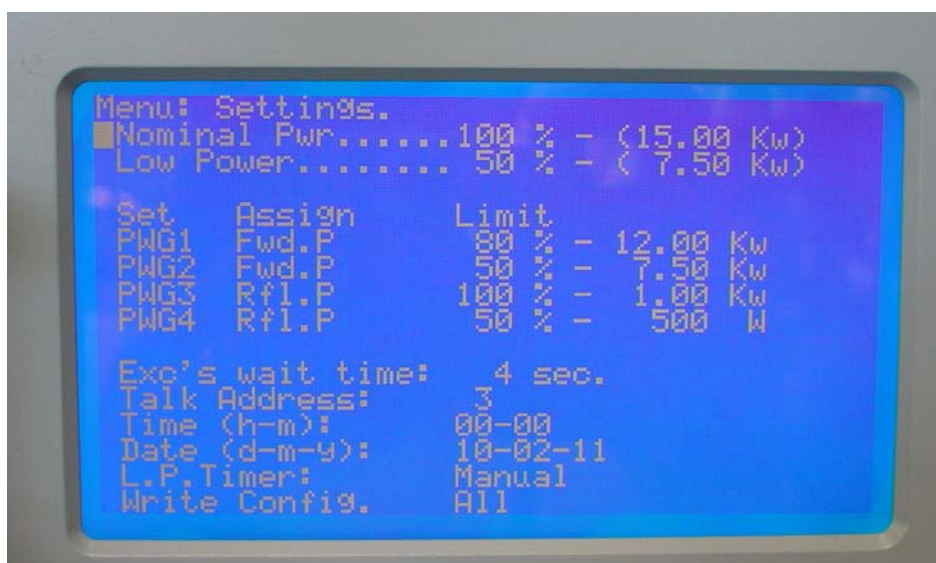 Menu: Settings.
Nominal Pwr......100 % - (15.00 Kw)
Low Power........ 50 % - ( 7.50 Kw)
Set Assign Limit
PWG1 Fwd.P 80 % - 12.00 Kw
PWG2 Fwd.P 50 % - 7.50 Kw
PWG3 Rfl.P 100 % - 1.00 Kw
PWG4 Rfl.P 50 % - 500 W
Exc's wait time: 4 sec.
Talk Address: 3
Time (h-m): 00-00
Date (d-m-y): 10-02-11
L.P.Timer: Manual
Write Config. All